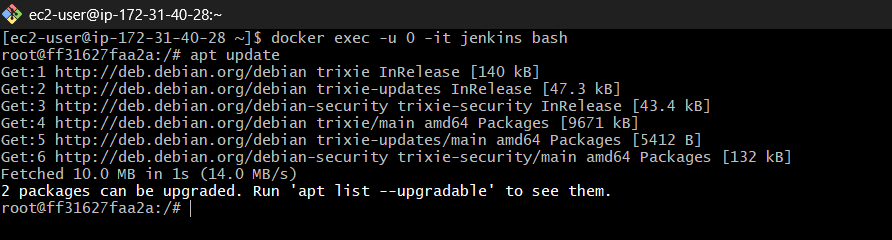 ec2-user@ip-172-31-40-28:~
[ec2-user@ip-172-31-40-28 ~]$ docker exec -u 0 -it jenkins bash
root@ff31627faa2a:/# apt update
Get:1 http://deb.debian.org/debian trixie InRelease [140 kB]
Get:2 http://deb.debian.org/debian trixie-updates InRelease [47.3 kB]
Get:3 http://deb.debian.org/debian-security trixie-security InRelease [43.4 kB]
Get:4 http://deb.debian.org/debian trixie/main amd64 Packages [9671 kB]
Get:5 http://deb.debian.org/debian trixie-updates/main amd64 Packages [5412 B]
Get:6 http://deb.debian.org/debian-security trixie-security/main amd64 Packages [132 kB]
Fetched 10.0 MB in 1s (14.0 MB/s)
2 packages can be upgraded. Run 'apt list --upgradable' to see them.
root@ff31627faa2a:/#